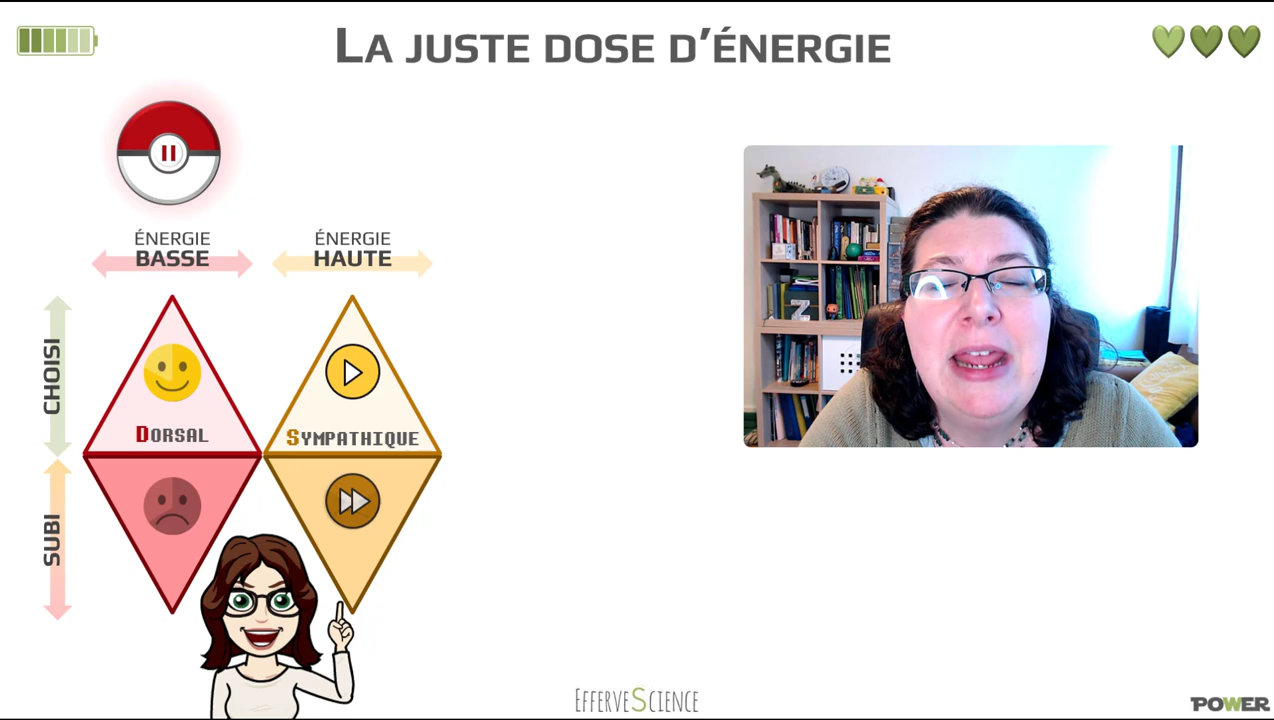 LA JUSTE DOSE D'ÉNERGIE
ÉNERGIE
BASSE
ÉNERGIE
HAUTE
CHOISI
DORSAL
SYMPATHIQUE
SUBI
Z
EFFERVESCIENCE
POWER